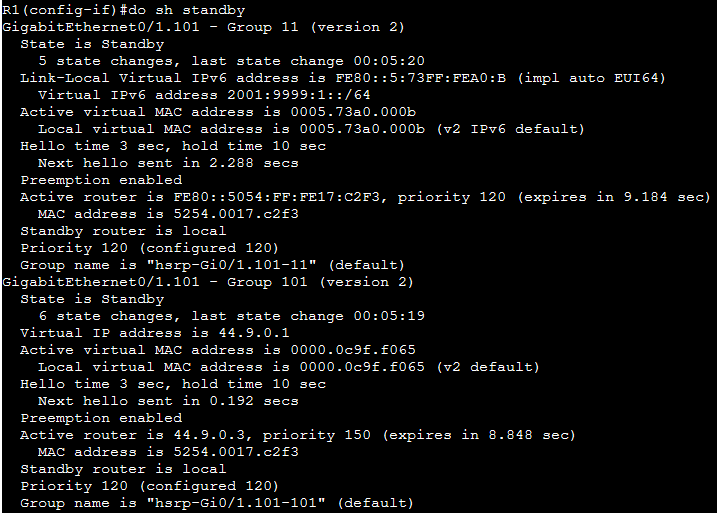 R1(config-if)#do sh standby
GigabitEthernet0/1.101 - Group 11 (version 2)
State is Standby
5 state changes, last state change 00:05:20
Link-Local Virtual IPv6 address is FE80::5:73FF:FEA0:B (impl auto EUI64)
Virtual IPv6 address 2001:9999:1::/64
Active virtual MAC address is 0005.73a0.000b
Local virtual MAC address is 0005.73a0.000b (v2 IPv6 default)
Hello time 3 sec, hold time 10 sec
Next hello sent in 2.288 secs
Preemption enabled
Active router is FE80::5054:FF:FE17:C2F3, priority 120 (expires in 9.184 sec)
MAC address is 5254.0017.c2f3
Standby router is local
Priority 120 (configured 120)
Group name is "hsrp-Gi0/1.101-11" (default)
GigabitEthernet0/1.101 - Group 101 (version 2)
State is Standby
6 state changes, last state change 00:05:19
Virtual IP address is 44.9.0.1
Active virtual MAC address is 0000.0c9f.f065
Local virtual MAC address is 0000.0c9f.f065 (v2 default)
Hello time 3 sec, hold time 10 sec
Next hello sent in 0.192 secs
Preemption enabled
Active router is 44.9.0.3, priority 150 (expires in 8.848 sec)
MAC address is 5254.0017.c2f3
Standby router is local
Priority 120 (configured 120)
Group name is "hsrp-Gi0/1.101-101" (default)